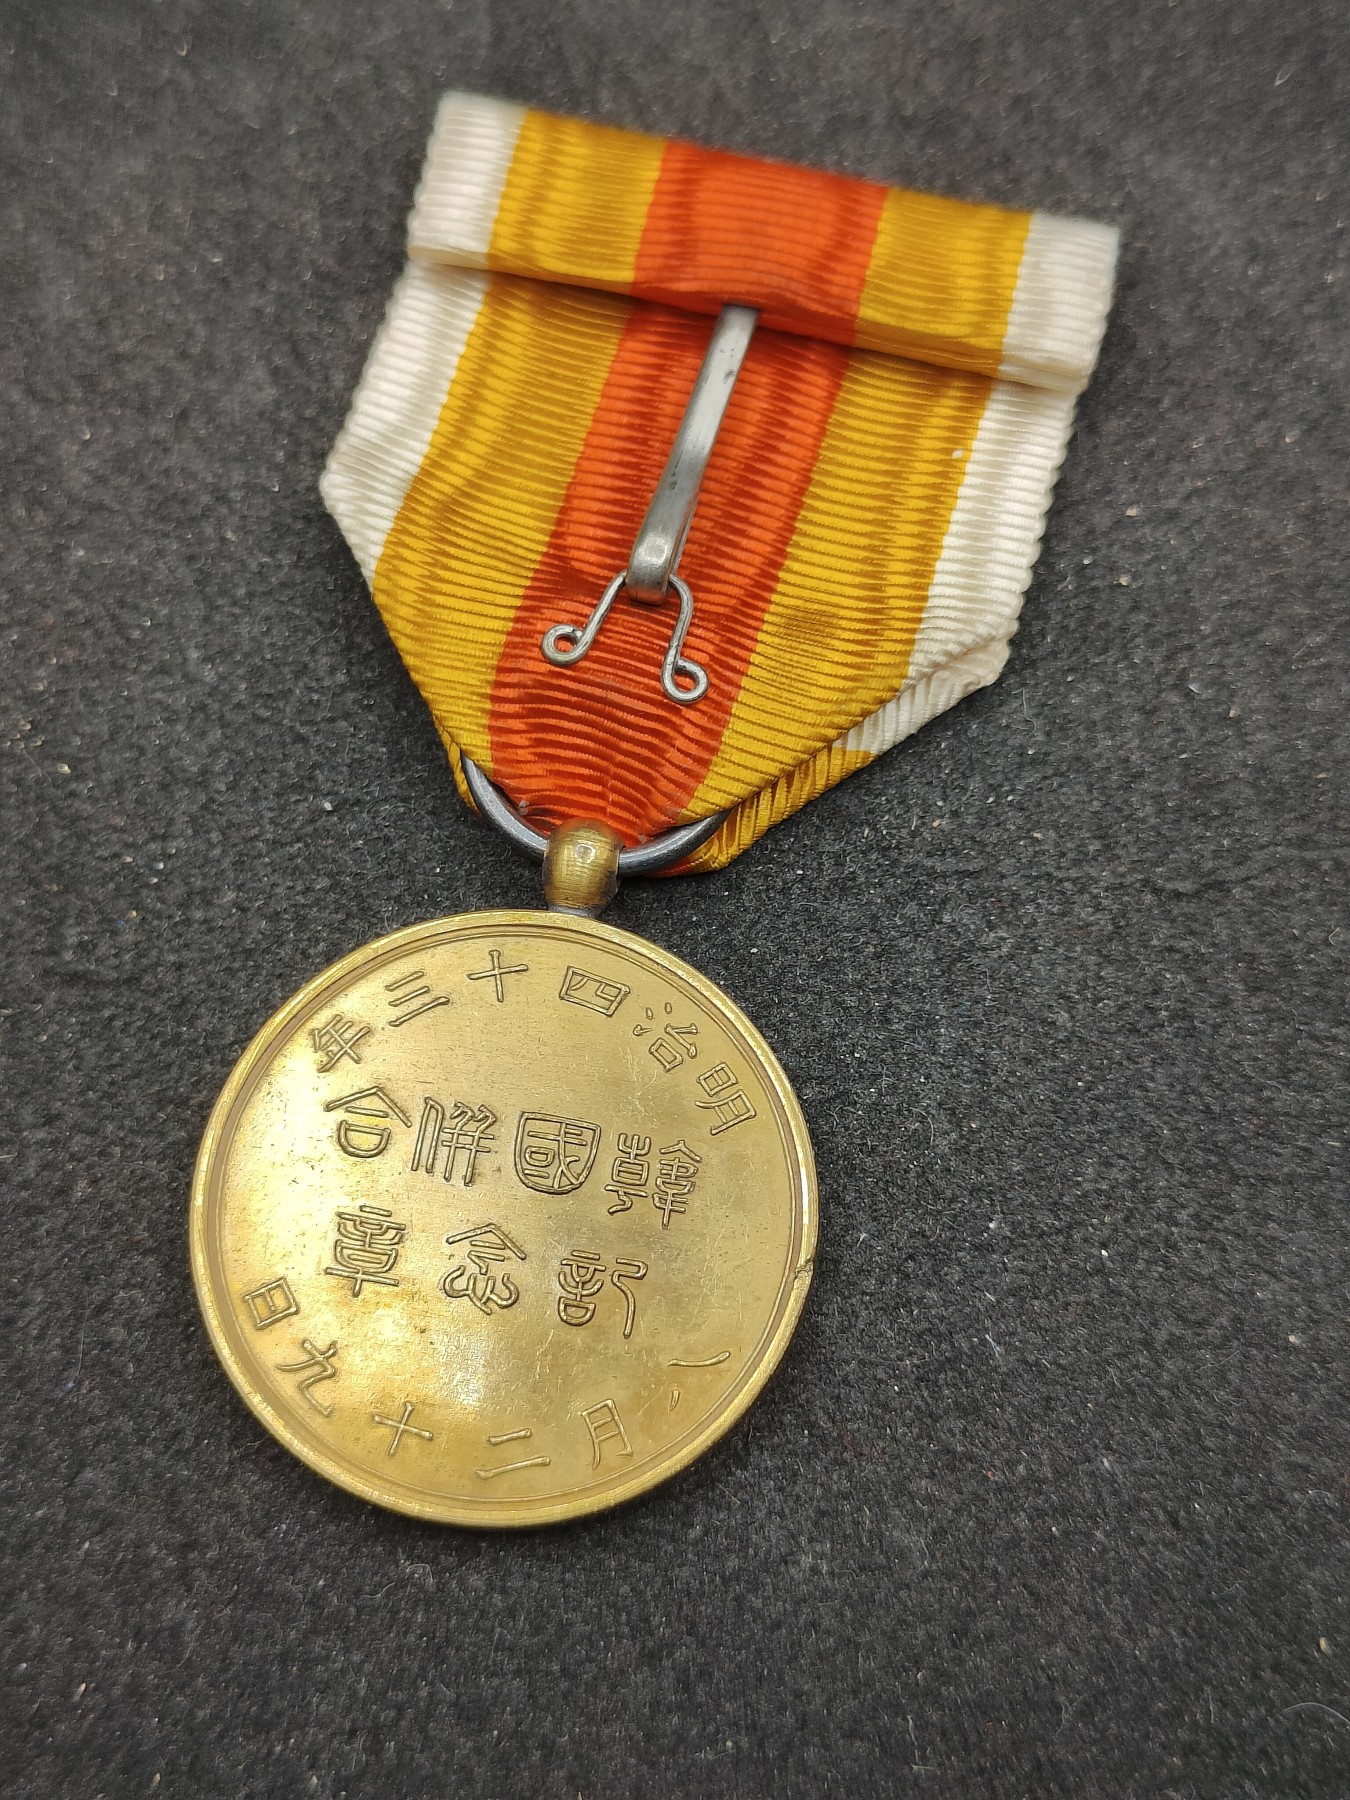 明治四十三年
韓國併合
記念章
八月二十九日